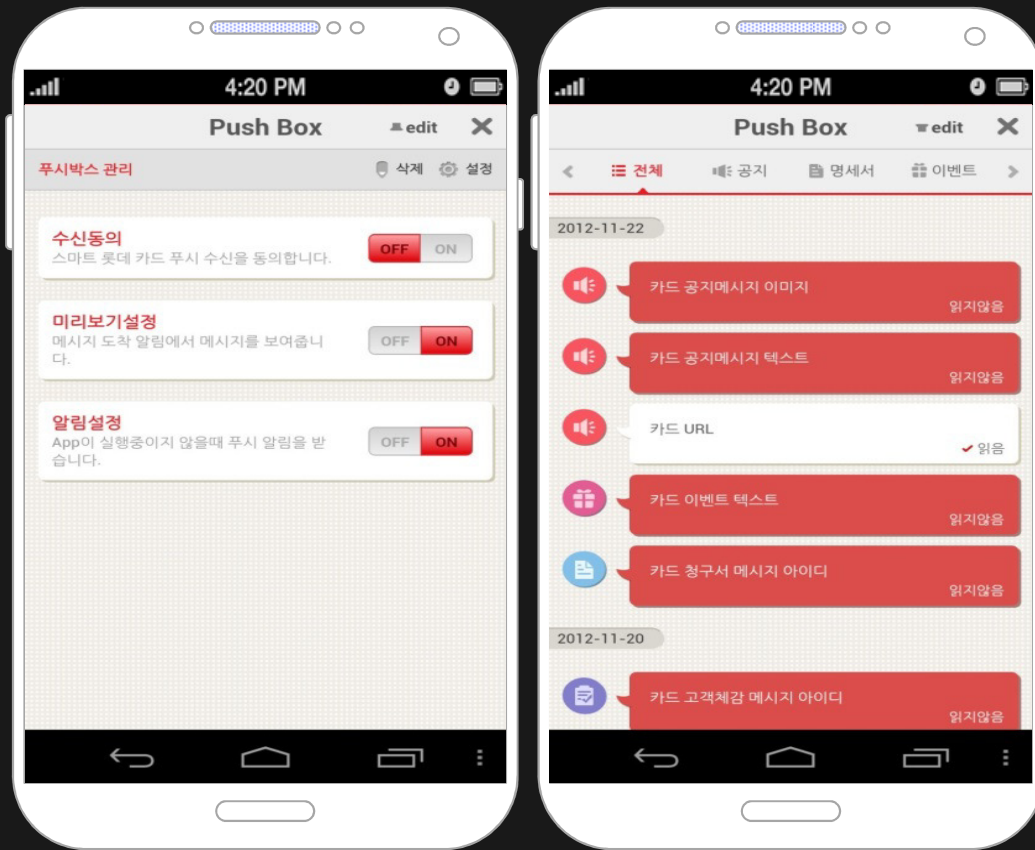 4:20 PM
Push Box
edit
푸시박스 관리
삭제
설정
수신동의
스마트 롯데 카드 푸시 수신을 동의합니다.
OFF ON
미리보기설정
메시지 도착 알림에서 메시지를 보여줍니
다.
OFF ON
알림설정
App이 실행중이지 않을때 푸시 알림을 받
습니다.
OFF ON
4:20 PM
Push Box
edit
전체
공지
명세서
이벤트
2012-11-22
카드 공지메시지 이미지
읽지않음
카드 공지메시지 텍스트
읽지않음
카드 URL
읽음
카드 이벤트 텍스트
읽지않음
카드 청구서 메시지 아이디
읽지않음
2012-11-20
카드 고객체감 메시지 아이디
읽지않음